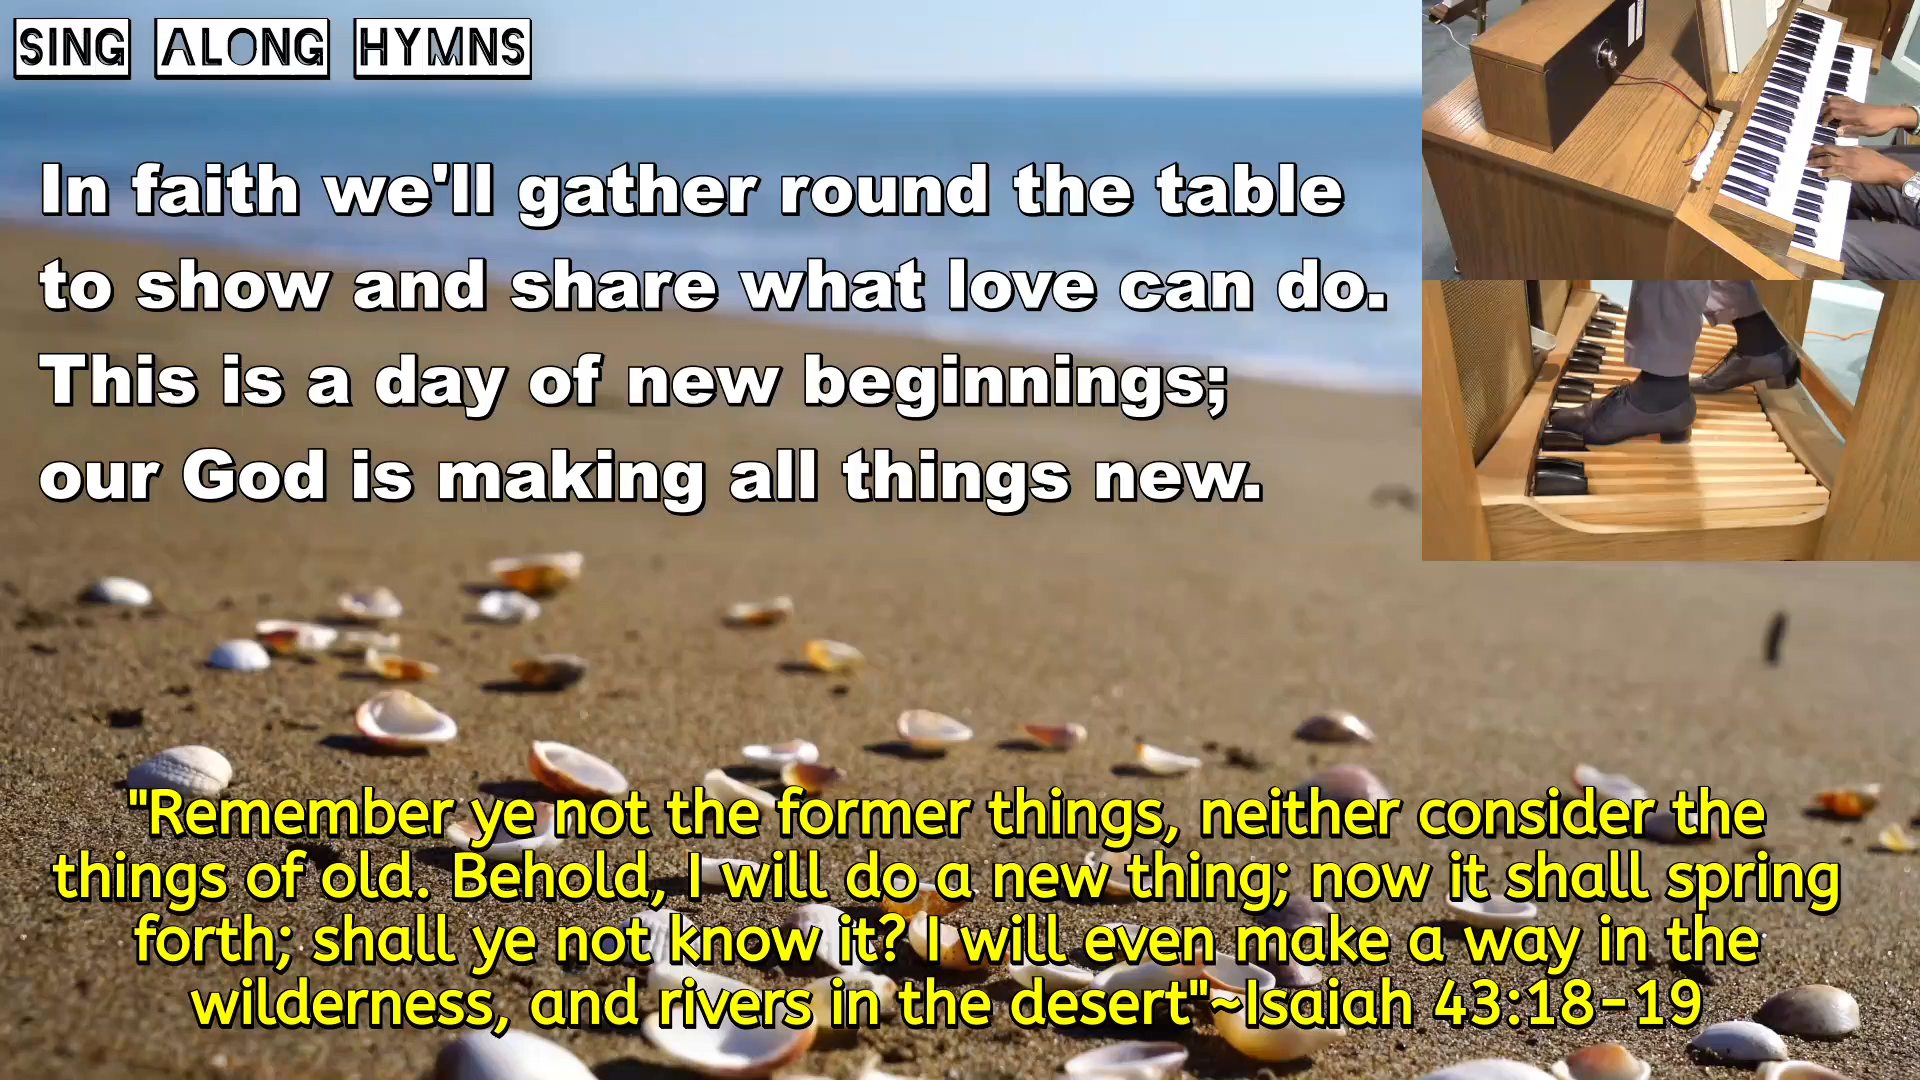 SING ALONG HYMNS
In faith we'll gather round the table
to show and share what love can do.
This is a day of new beginnings;
our God is making all things new.
"Remember ye not the former things, neither consider the
things of old. Behold, I will do a new thing; now it shall spring
forth; shall ye not know it? I will even make a way in the
wilderness, and rivers in the desert"~Isaiah 43:18-19